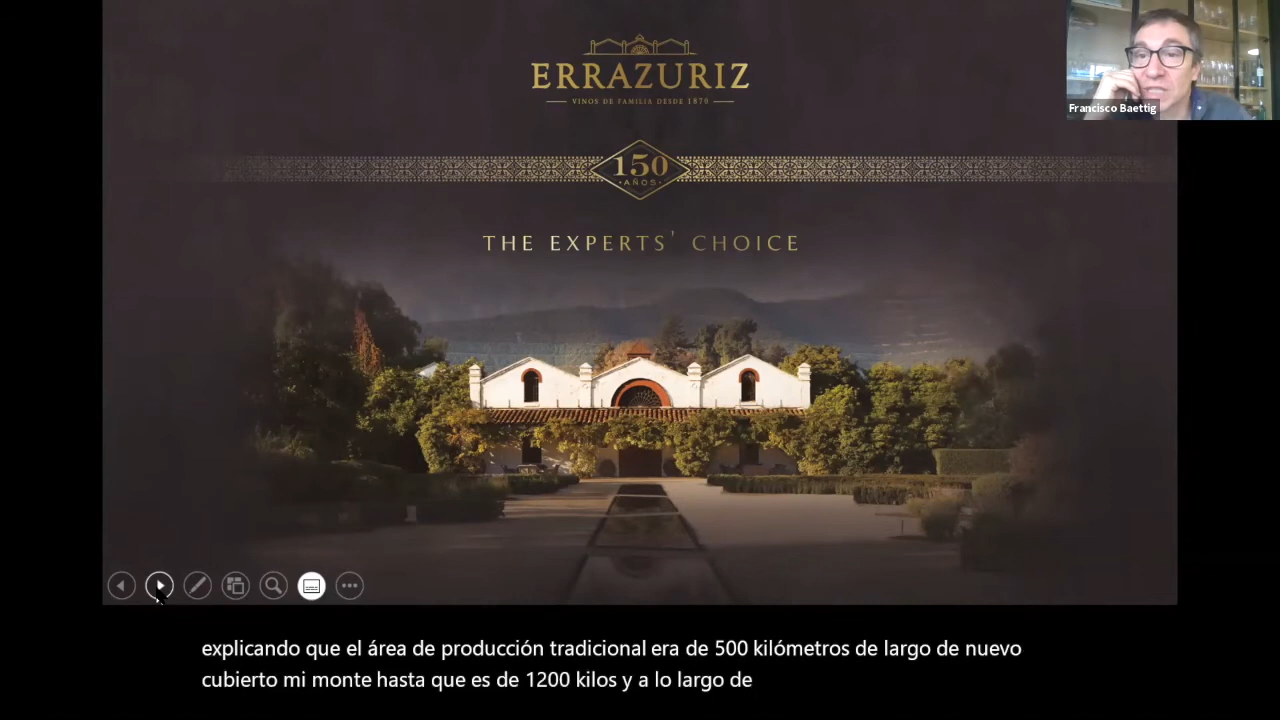 ERRAZURIZ
VINOS DE FAMILIA DESDE 1870
150
AÑOS
THE EXPERTS' CHOICE
Francisco Baettig
explicando que el área de producción tradicional era de 500 kilómetros de largo de nuevo
cubierto mi monte hasta que es de 1200 kilos y a lo largo de